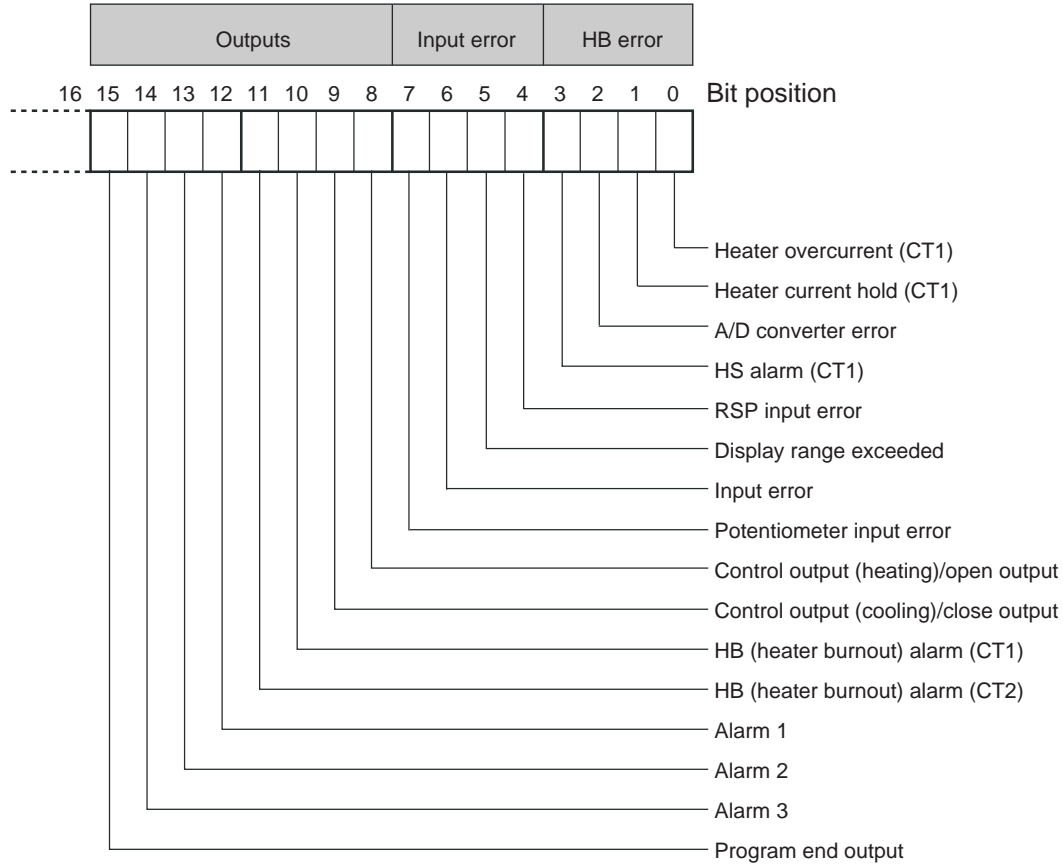 Outputs Input error HB error
16 15 14 13 12 11 10 9 8 7 6 5 4 3 2 1 0 Bit position
Heater overcurrent (CT1)
Heater current hold (CT1)
A/D converter error
HS alarm (CT1)
RSP input error
Display range exceeded
Input error
Potentiometer input error
Control output (heating)/open output
Control output (cooling)/close output
HB (heater burnout) alarm (CT1)
HB (heater burnout) alarm (CT2)
Alarm 1
Alarm 2
Alarm 3
Program end output